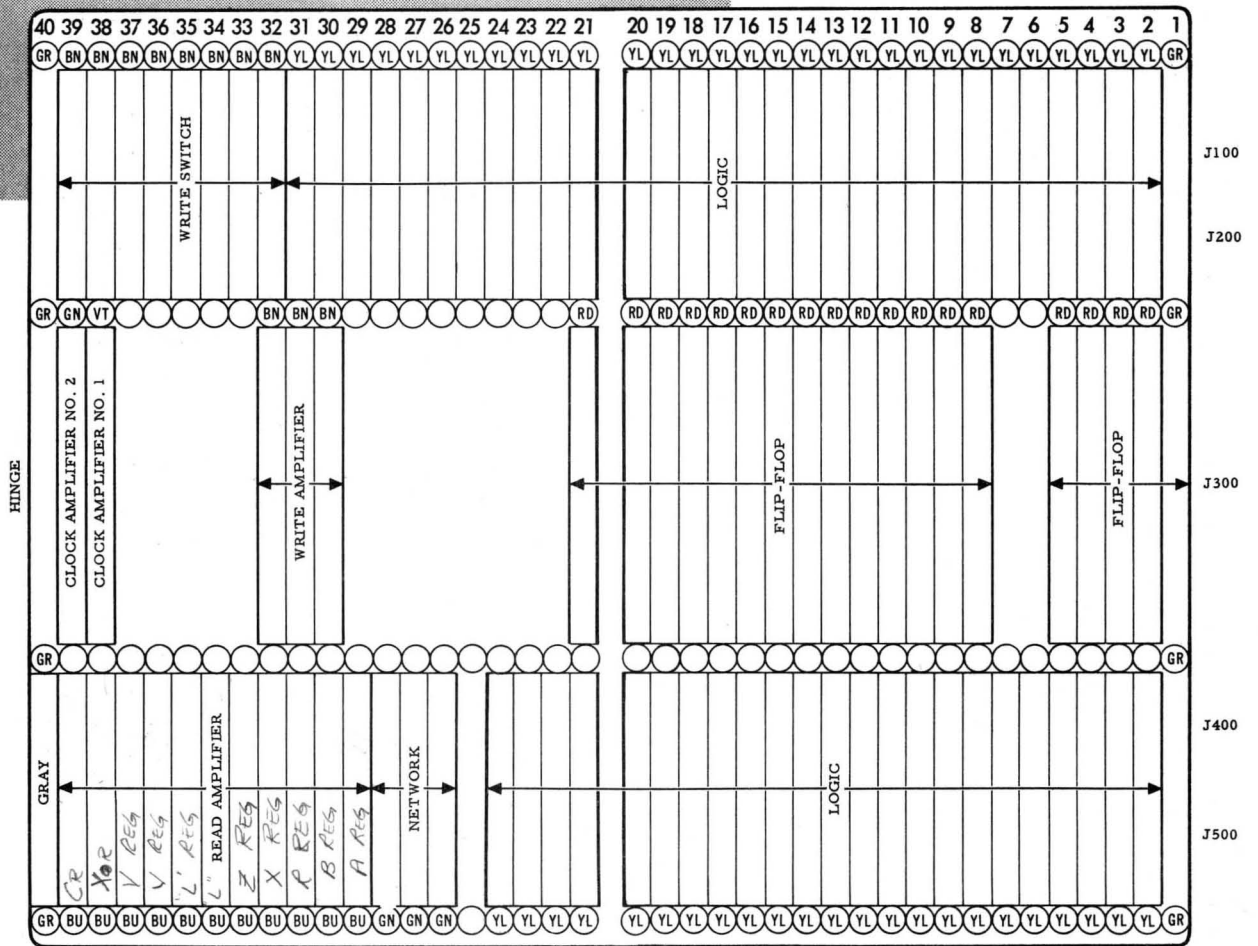 40 39 38 37 36 35 34 33 32 31 30 29 28 27 26 25 24 23 22 21 20 19 18 17 16 15 14 13 12 11 10 9 8 7 6 5 4 3 2 1
GR BN BN BN BN BN BN BN BN YL YL YL YL YL YL YL YL YL YL YL YL YL YL YL YL YL YL YL YL YL YL YL YL YL YL YL YL YL YL GR
WRITE SWITCH
LOGIC
J100
J200
GR GN VT BN BN BN RD RD RD RD RD RD RD RD RD RD RD RD RD RD RD RD RD RD GR
HINGE
CLOCK AMPLIFIER NO. 2
CLOCK AMPLIFIER NO. 1
WRITE AMPLIFIER
FLIP-FLOP
FLIP-FLOP
J300
GR GR
GRAY
READ AMPLIFIER
NETWORK
LOGIC
J400
J500
CR
XOR
V REG
V REG
"L' REG
"L"
Z REG
X REG
R REG
B REG
A REG
GR BU BU BU BU BU BU BU BU BU BU BU GN GN GN YL YL YL YL YL YL YL YL YL YL YL YL YL YL YL YL YL YL YL YL YL YL YL GR